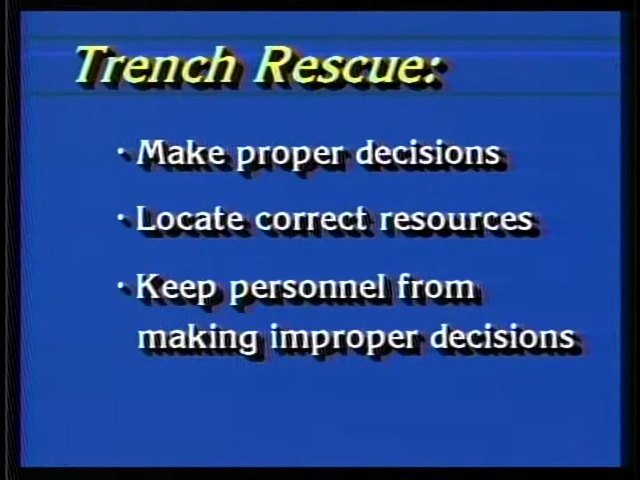 Trench Rescue:
· Make proper decisions
· Locate correct resources
· Keep personnel from
making improper decisions